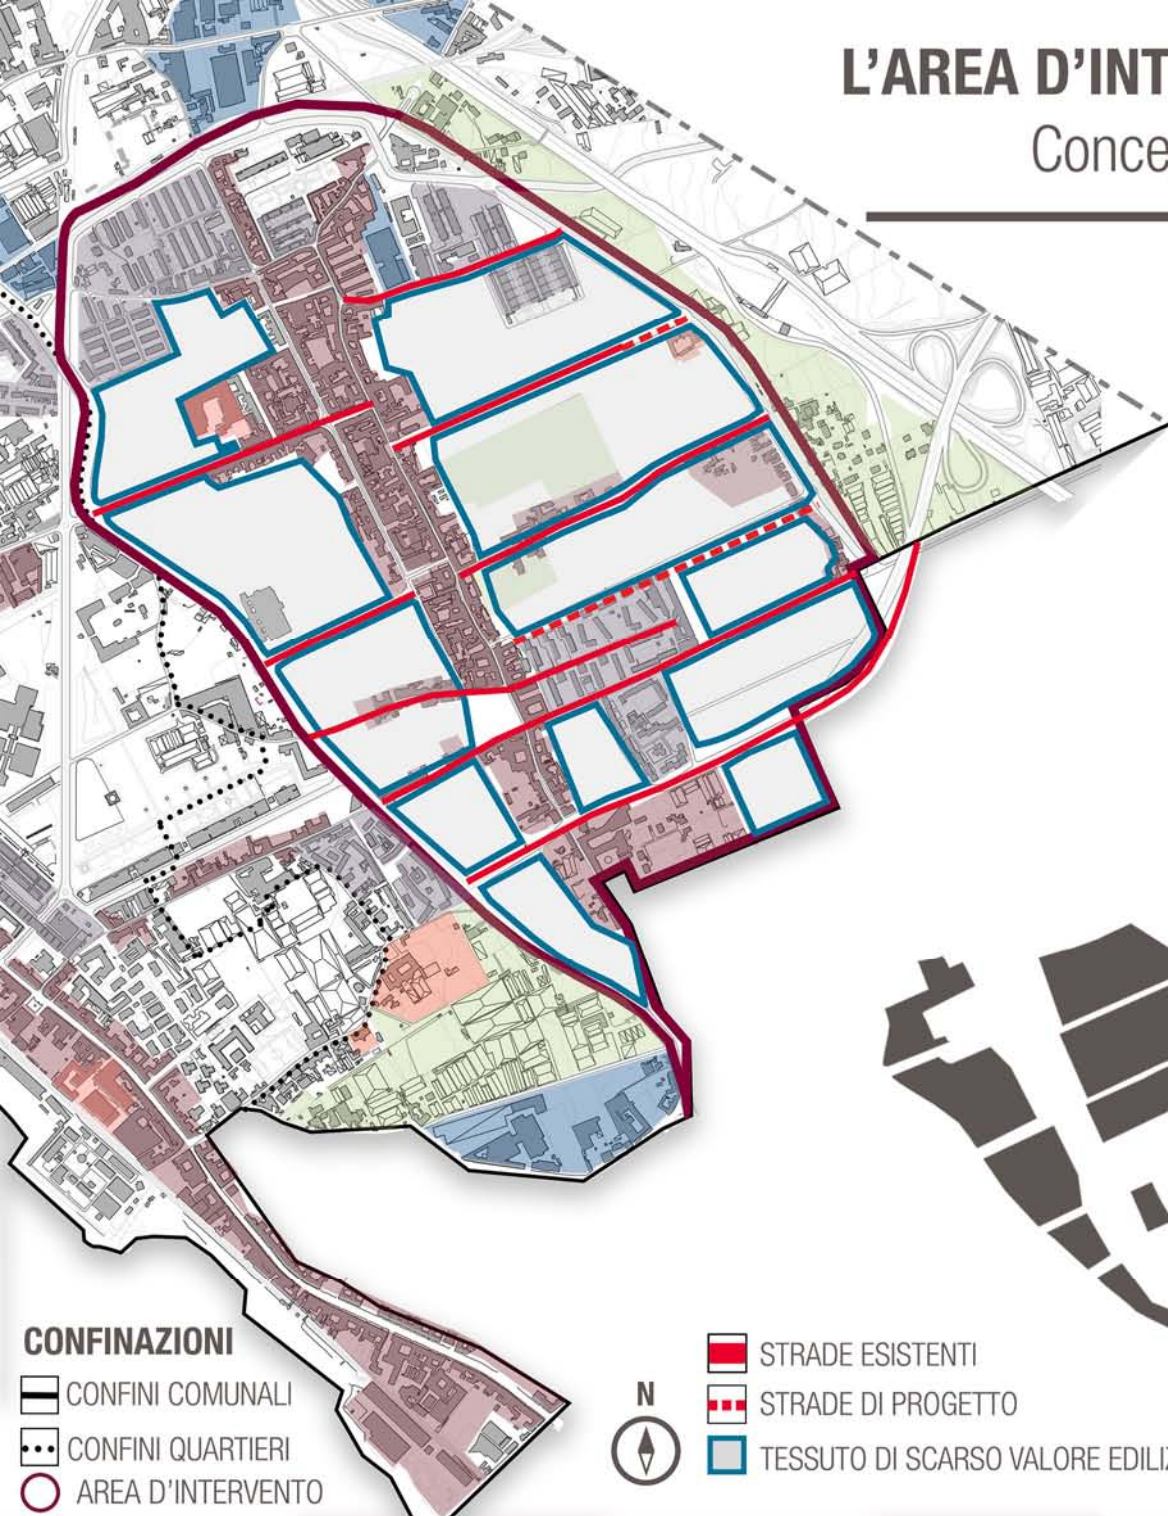 L'AREA D'INT
Conce
CONFINAZIONI
CONFINI COMUNALI
CONFINI QUARTIERI
AREA D'INTERVENTO
N
STRADE ESISTENTI
STRADE DI PROGETTO
TESSUTO DI SCARSO VALORE EDILIZ